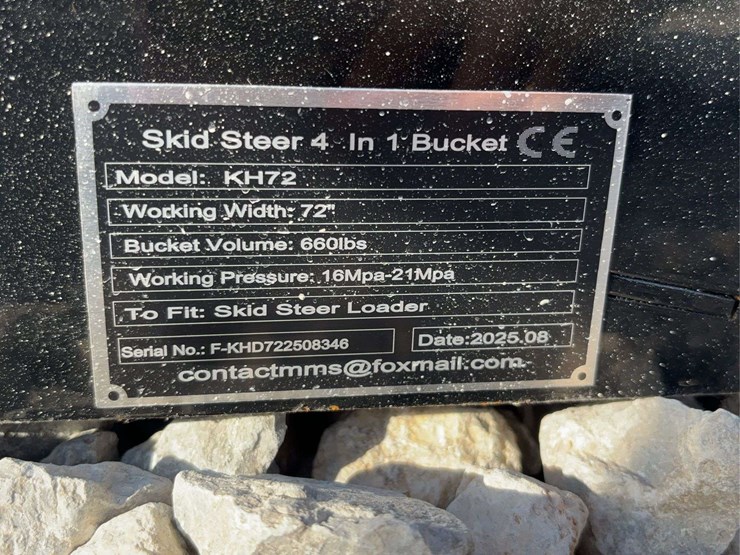 Skid Steer 4 In 1 Bucket CE
Model: KH72
Working Width: 72"
Bucket Volume: 660lbs
Working Pressure: 16Mpa-21Mpa
To Fit: Skid Steer Loader
Serial No.: F-KHD722508346
Date:2025.08
contactmms@foxmail.com